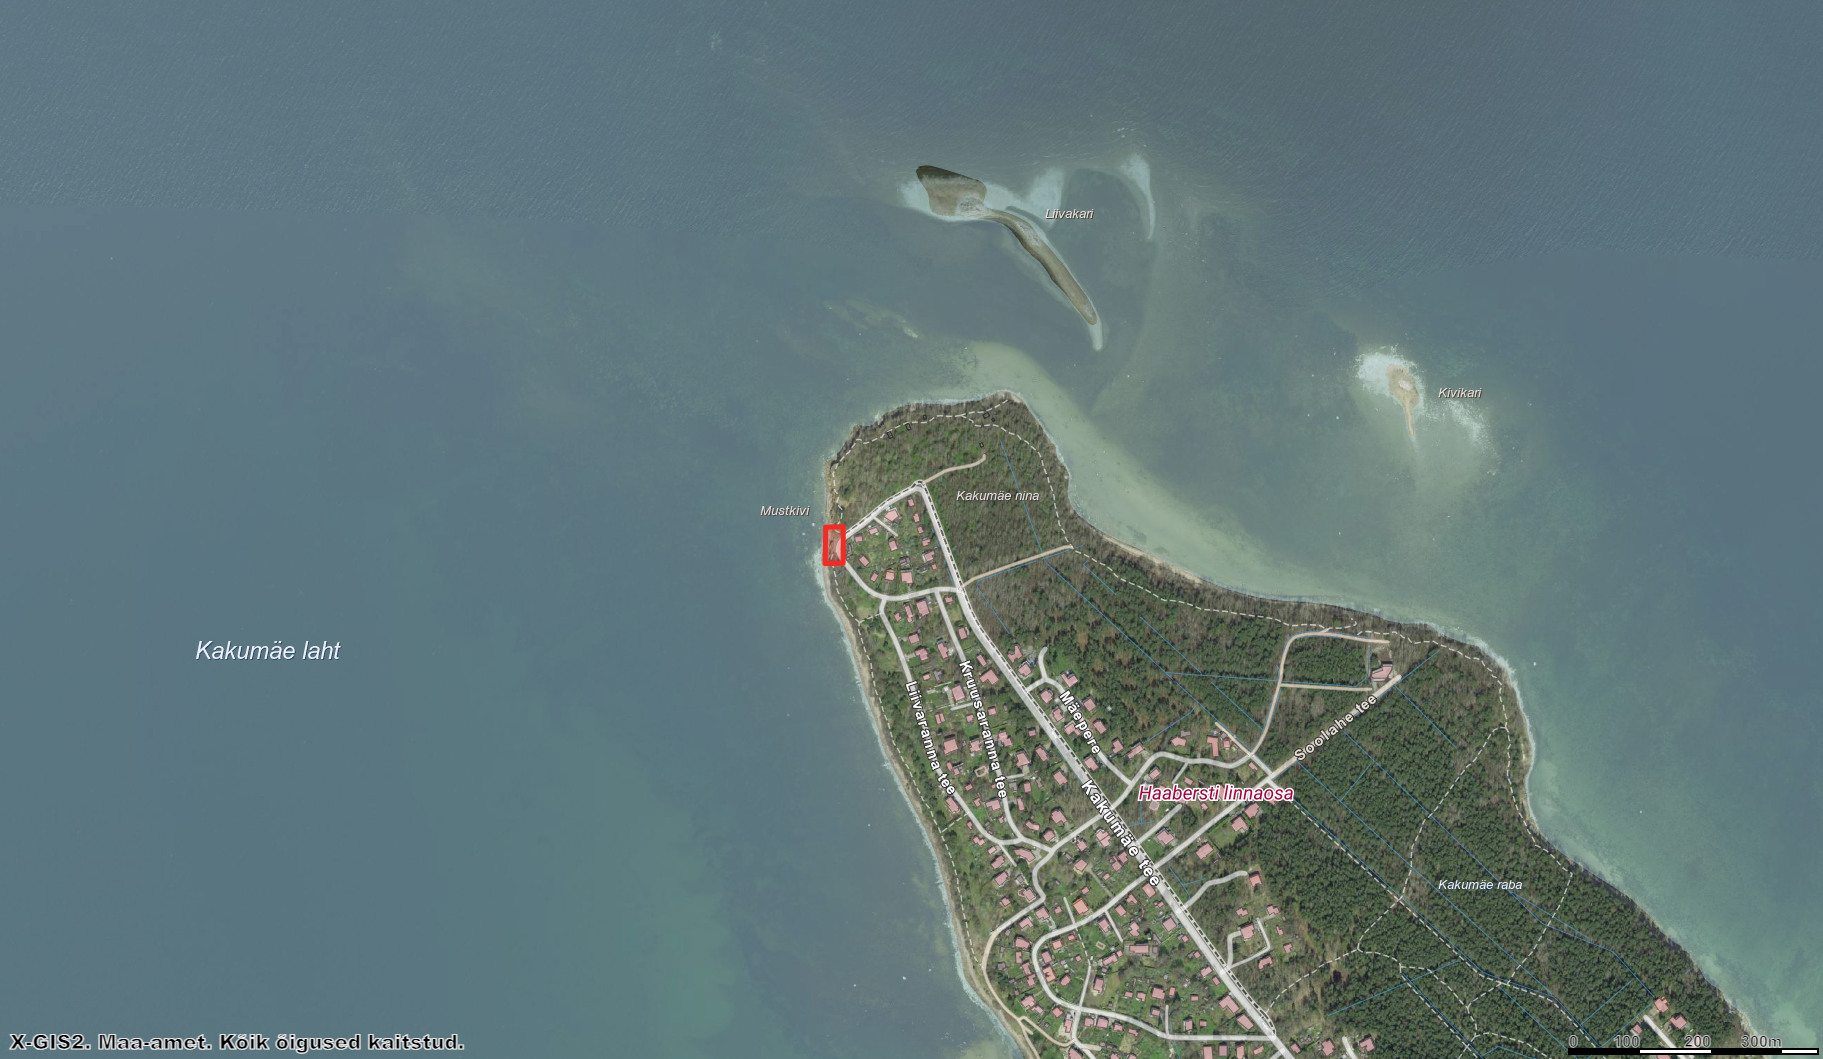 Liivakari
Kivikari
Kakumäe nina
Mustkivi
Kakumäe laht
Liivaranna tee
Kruusaranna tee
Mäepere
Soolahe tee
Haabersti linnaosa
Kakumäe tee
Kakumäe raba
X-GIS2. Maa-amet. Kõik õigused kaitstud.
0 100 200 300m